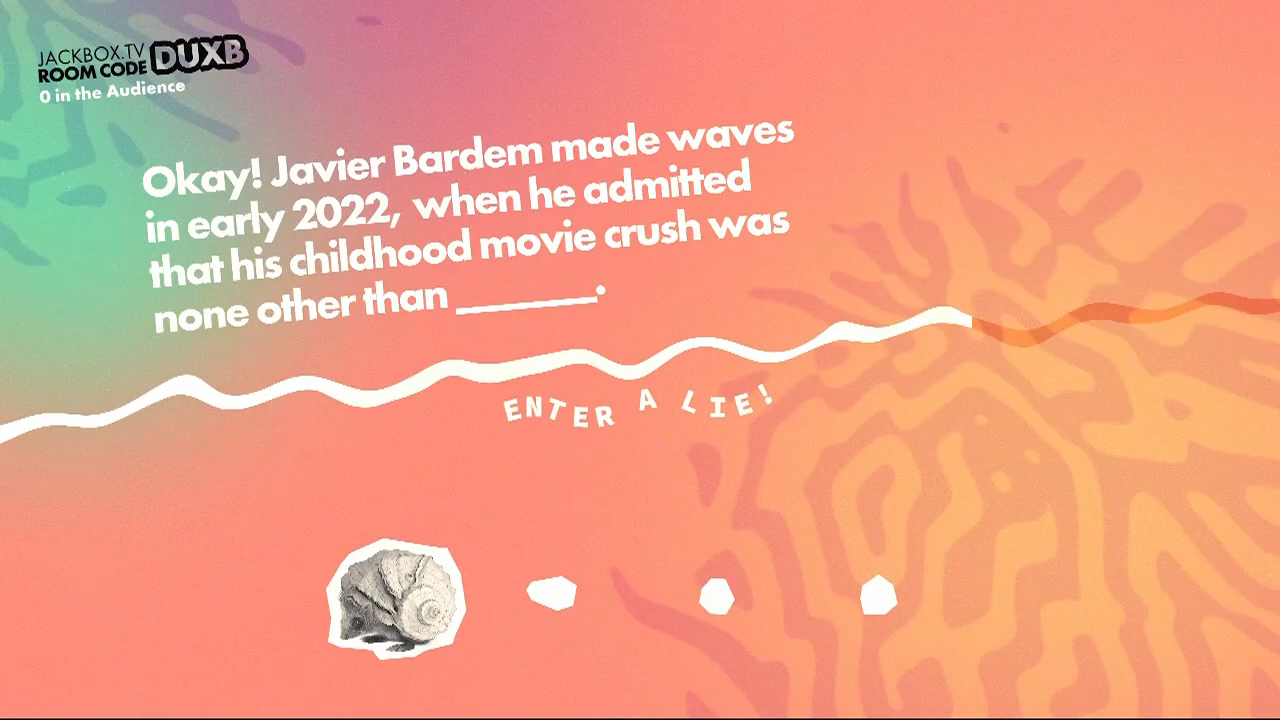 JACKBOX.TV
ROOM CODE DUXB
0 in the Audience
Okay! Javier Bardem made waves
in early 2022, when he admitted
that his childhood movie crush was
none other than ________.
ENTER A LIE!